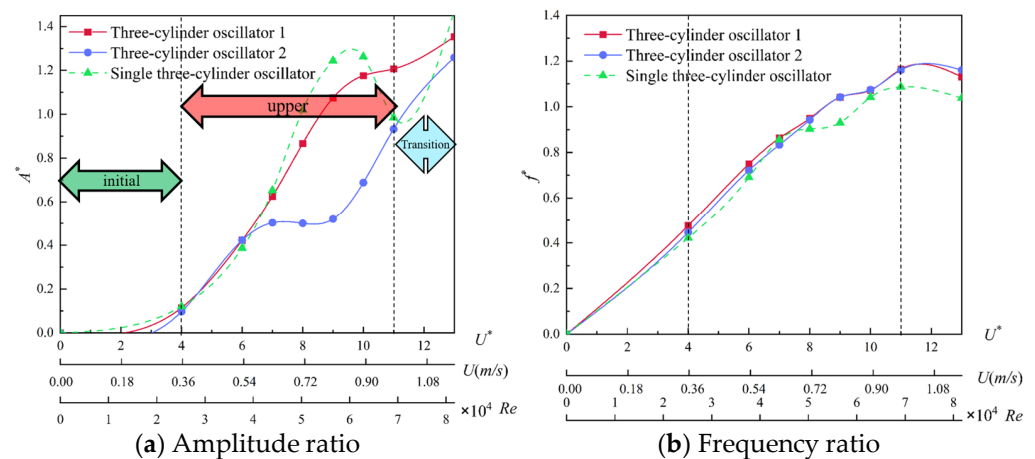 Three-cylinder oscillator 1
Three-cylinder oscillator 2
Single three-cylinder oscillator
upper
Transition
initial
A*
1.4
1.2
1.0
0.8
0.6
0.4
0.2
0.0
0 2 4 6 8 10 12 U*
0.00 0.18 0.36 0.54 0.72 0.90 1.08 U(m/s)
0 1 2 3 4 5 6 7 8 ×10⁴ Re
(a) Amplitude ratio
Three-cylinder oscillator 1
Three-cylinder oscillator 2
Single three-cylinder oscillator
f*
1.4
1.2
1.0
0.8
0.6
0.4
0.2
0.0
0 2 4 6 8 10 12 U*
0.00 0.18 0.36 0.54 0.72 0.90 1.08 U(m/s)
0 1 2 3 4 5 6 7 8 ×10⁴ Re
(b) Frequency ratio